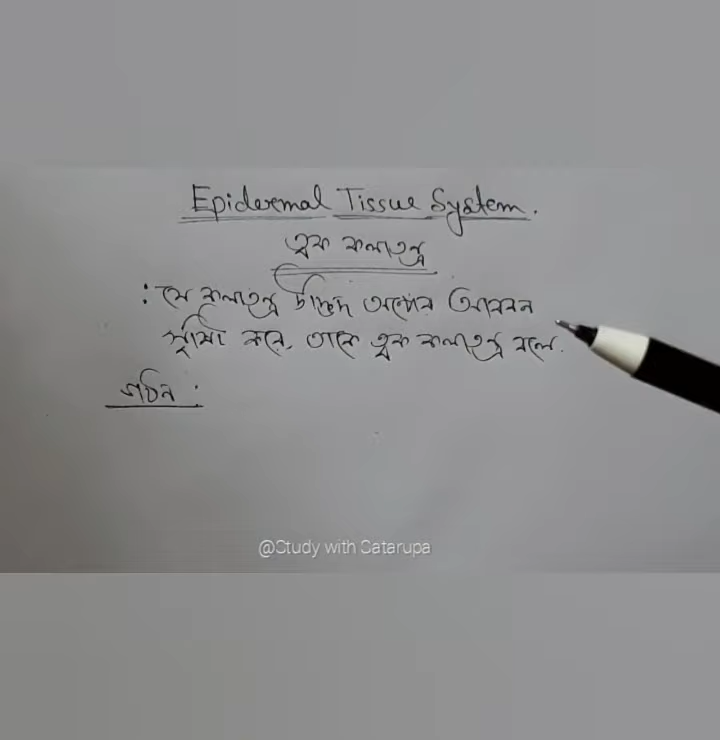 Epidermal Tissue System.
ত্বক কলাতন্ত্র
: যে কলাতন্ত্র উদ্ভিদ অঙ্গের আবরন
সৃষ্টি করে, তাকে ত্বক কলাতন্ত্র বলে.
গঠন :
@Study with Satarupa